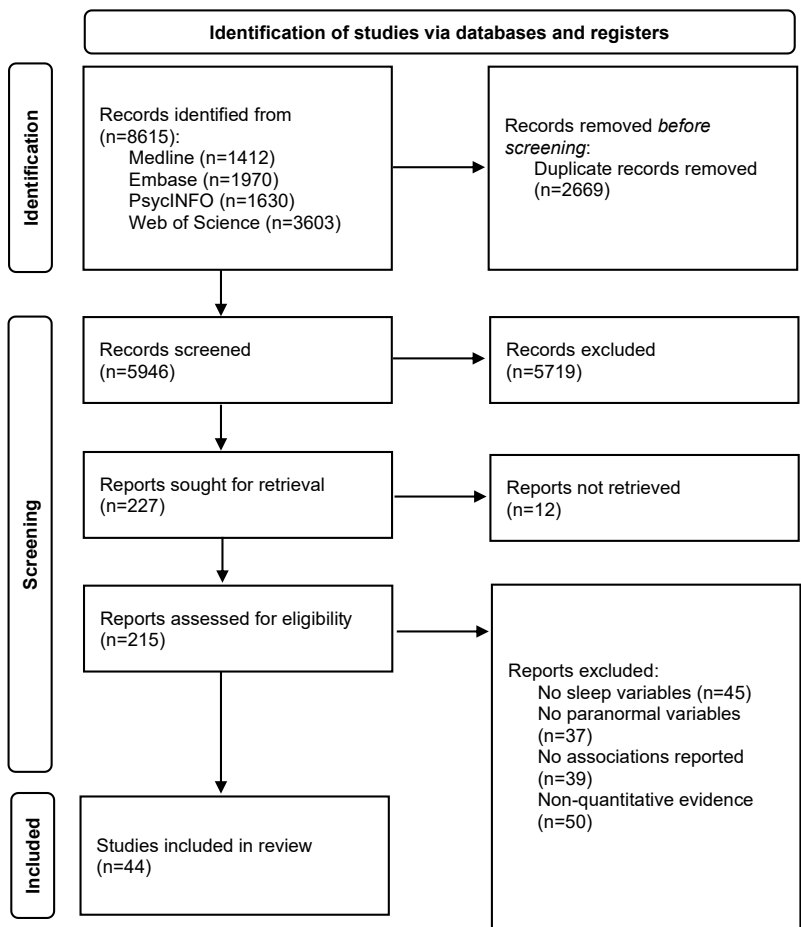 Identification of studies via databases and registers
Identification
Records identified from
(n=8615):
Medline (n=1412)
Embase (n=1970)
PsycINFO (n=1630)
Web of Science (n=3603)
Records removed before
screening:
Duplicate records removed
(n=2669)
Screening
Records screened
(n=5946)
Records excluded
(n=5719)
Reports sought for retrieval
(n=227)
Reports not retrieved
(n=12)
Reports assessed for eligibility
(n=215)
Reports excluded:
No sleep variables (n=45)
No paranormal variables
(n=37)
No associations reported
(n=39)
Non-quantitative evidence
(n=50)
Included
Studies included in review
(n=44)